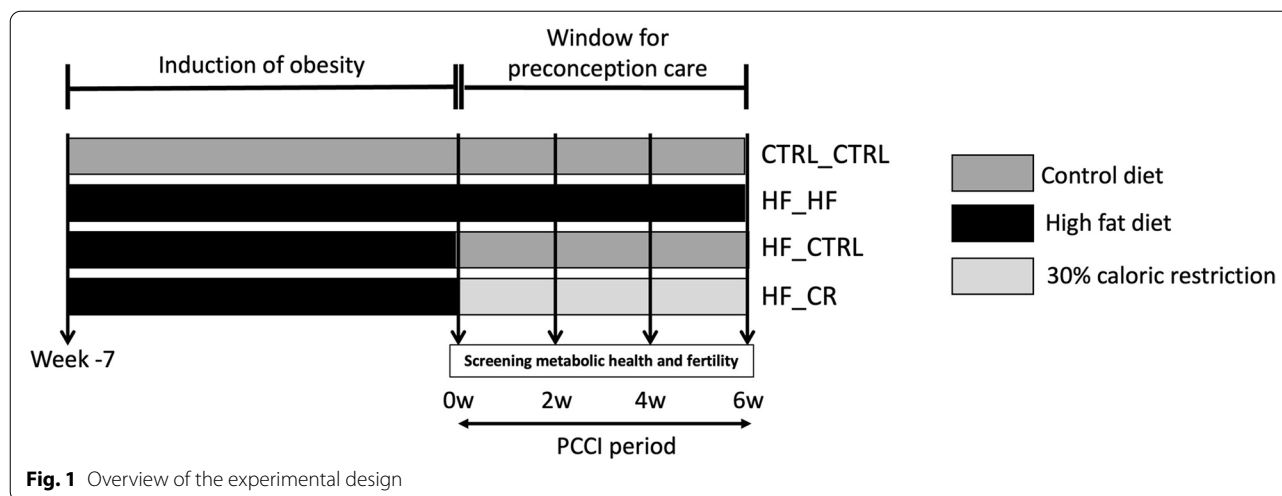 Induction of obesity
Window for
preconception care
CTRL_CTRL
HF_HF
HF_CTRL
HF_CR
Control diet
High fat diet
30% caloric restriction
Week -7
Screening metabolic health and fertility
0w 2w 4w 6w
PCCI period
Fig. 1 Overview of the experimental design